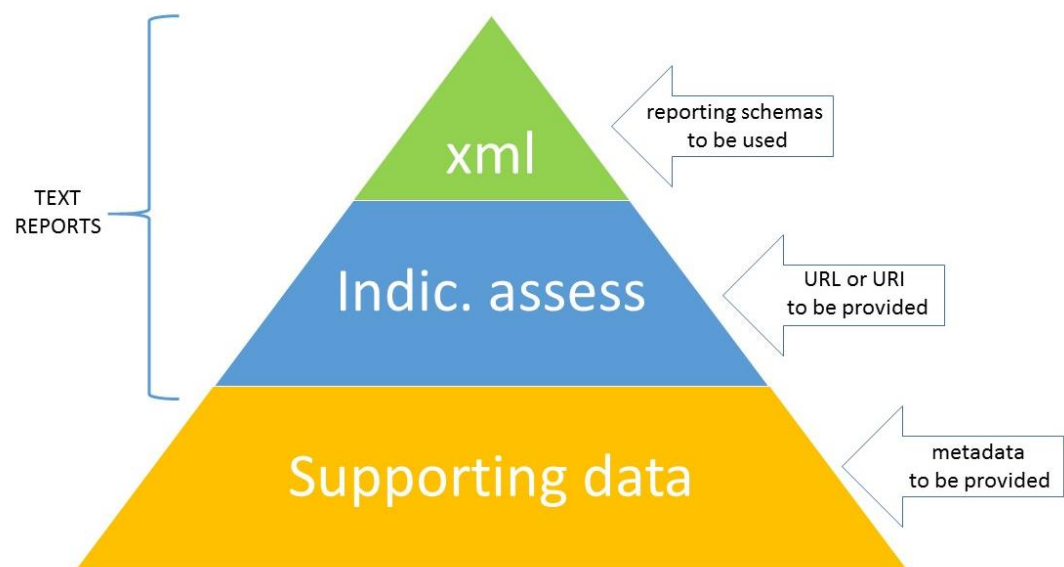 xml
reporting schemas
to be used
TEXT
REPORTS
Indic. assess
URL or URI
to be provided
Supporting data
metadata
to be provided